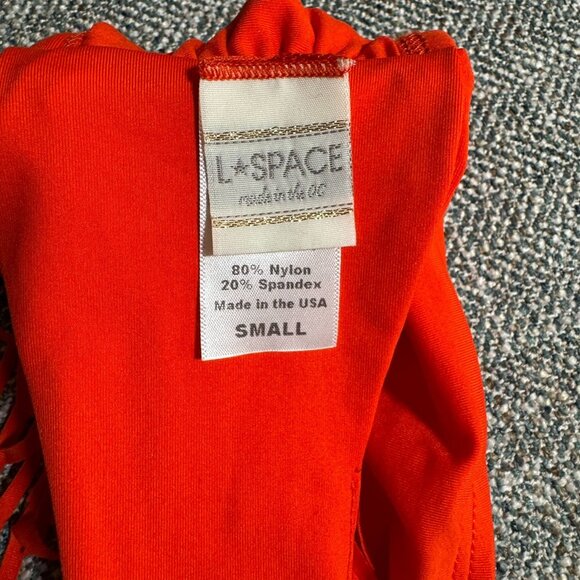 L★SPACE
made in the OC
80% Nylon
20% Spandex
Made in the USA
SMALL